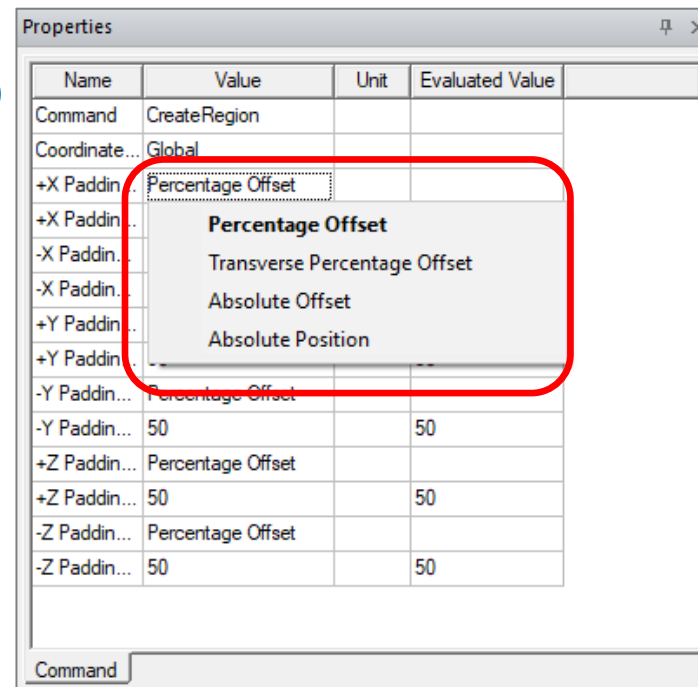 Properties
Name Value Unit Evaluated Value
Command CreateRegion
Coordinate... Global
+X Paddin... Percentage Offset
+X Paddin... Percentage Offset
-X Paddin... Transverse Percentage Offset
-X Paddin... Absolute Offset
+Y Paddin... Absolute Position
+Y Paddin...
-Y Paddin... Percentage Offset
-Y Paddin... 50 50
+Z Paddin... Percentage Offset
+Z Paddin... 50 50
-Z Paddin... Percentage Offset
-Z Paddin... 50 50
Command